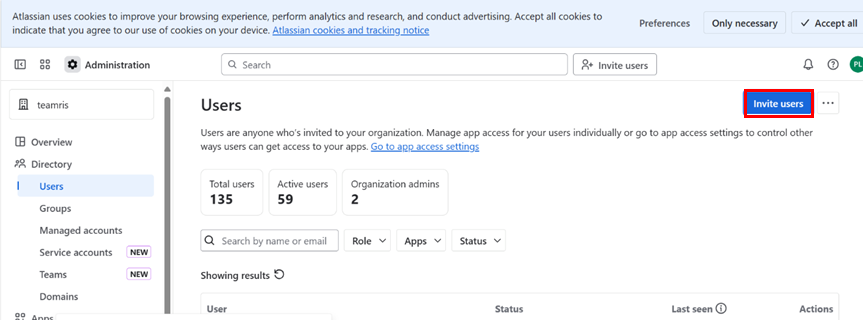 Atlassian uses cookies to improve your browsing experience, perform analytics and research, and conduct advertising. Accept all cookies to
indicate that you agree to our use of cookies on your device. Atlassian cookies and tracking notice
Preferences
Only necessary
Accept all
Administration
Search
Invite users
PL
teamris
Overview
Directory
Users
Groups
Managed accounts
Service accounts NEW
Teams NEW
Domains
Apps
Users
Invite users
Users are anyone who's invited to your organization. Manage app access for your users individually or go to app access settings to control other
ways users can get access to your apps. Go to app access settings
Total users
135
Active users
59
Organization admins
2
Search by name or email
Role
Apps
Status
Showing results
User Status Last seen Actions